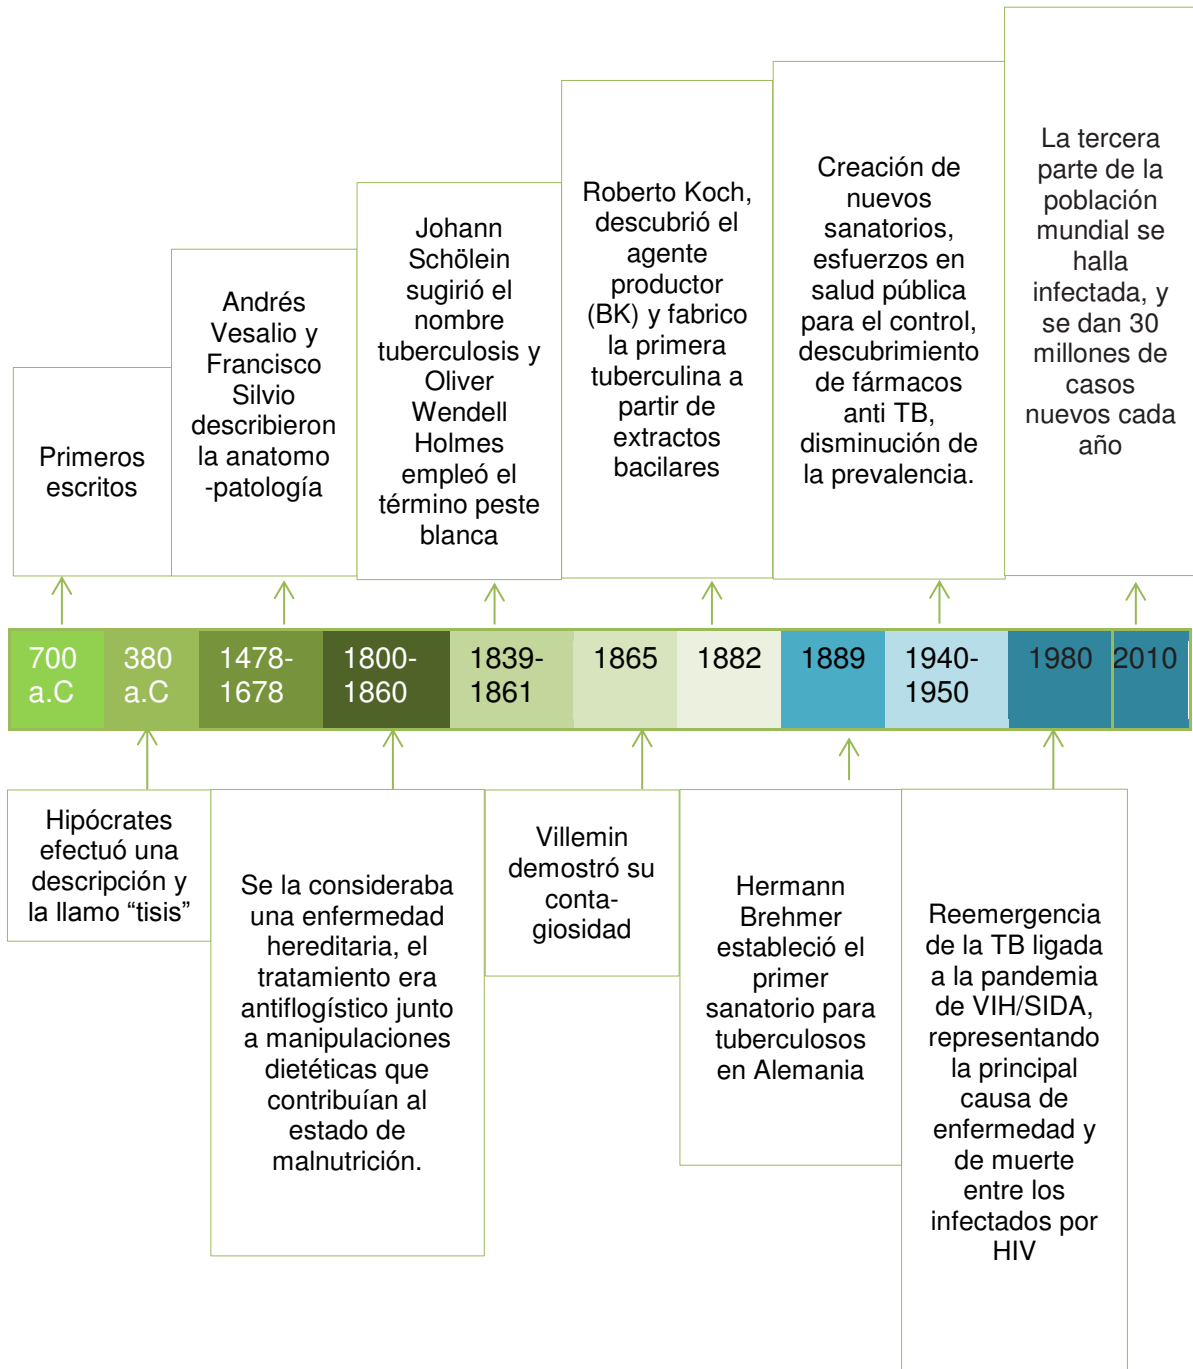 Primeros
escritos
Andrés
Vesalio y
Francisco
Silvio
describieron
la anatomo
-patología
Johann
Schölein
sugirió el
nombre
tuberculosis y
Oliver
Wendell
Holmes
empleó el
término peste
blanca
Roberto Koch,
descubrió el
agente
productor
(BK) y fabrico
la primera
tuberculina a
partir de
extractos
bacilares
Creación de
nuevos
sanatorios,
esfuerzos en
salud pública
para el control,
descubrimiento
de fármacos
anti TB,
disminución de
la prevalencia.
La tercera
parte de la
población
mundial se
halla
infectada, y
se dan 30
millones de
casos
nuevos cada
año
700
a.C
380
a.C
1478-
1678
1800-
1860
1839-
1861
1865
1882
1889
1940-
1950
1980
2010
Hipócrates
efectuó una
descripción y
la llamo “tisis”
Se la consideraba
una enfermedad
hereditaria, el
tratamiento era
antiflogístico junto
a manipulaciones
dietéticas que
contribuían al
estado de
malnutrición.
Villemin
demostró su
conta-
giosidad
Hermann
Brehmer
estableció el
primer
sanatorio para
tuberculosos
en Alemania
Reemergencia
de la TB ligada
a la pandemia
de VIH/SIDA,
representando
la principal
causa de
enfermedad y
de muerte
entre los
infectados por
HIV